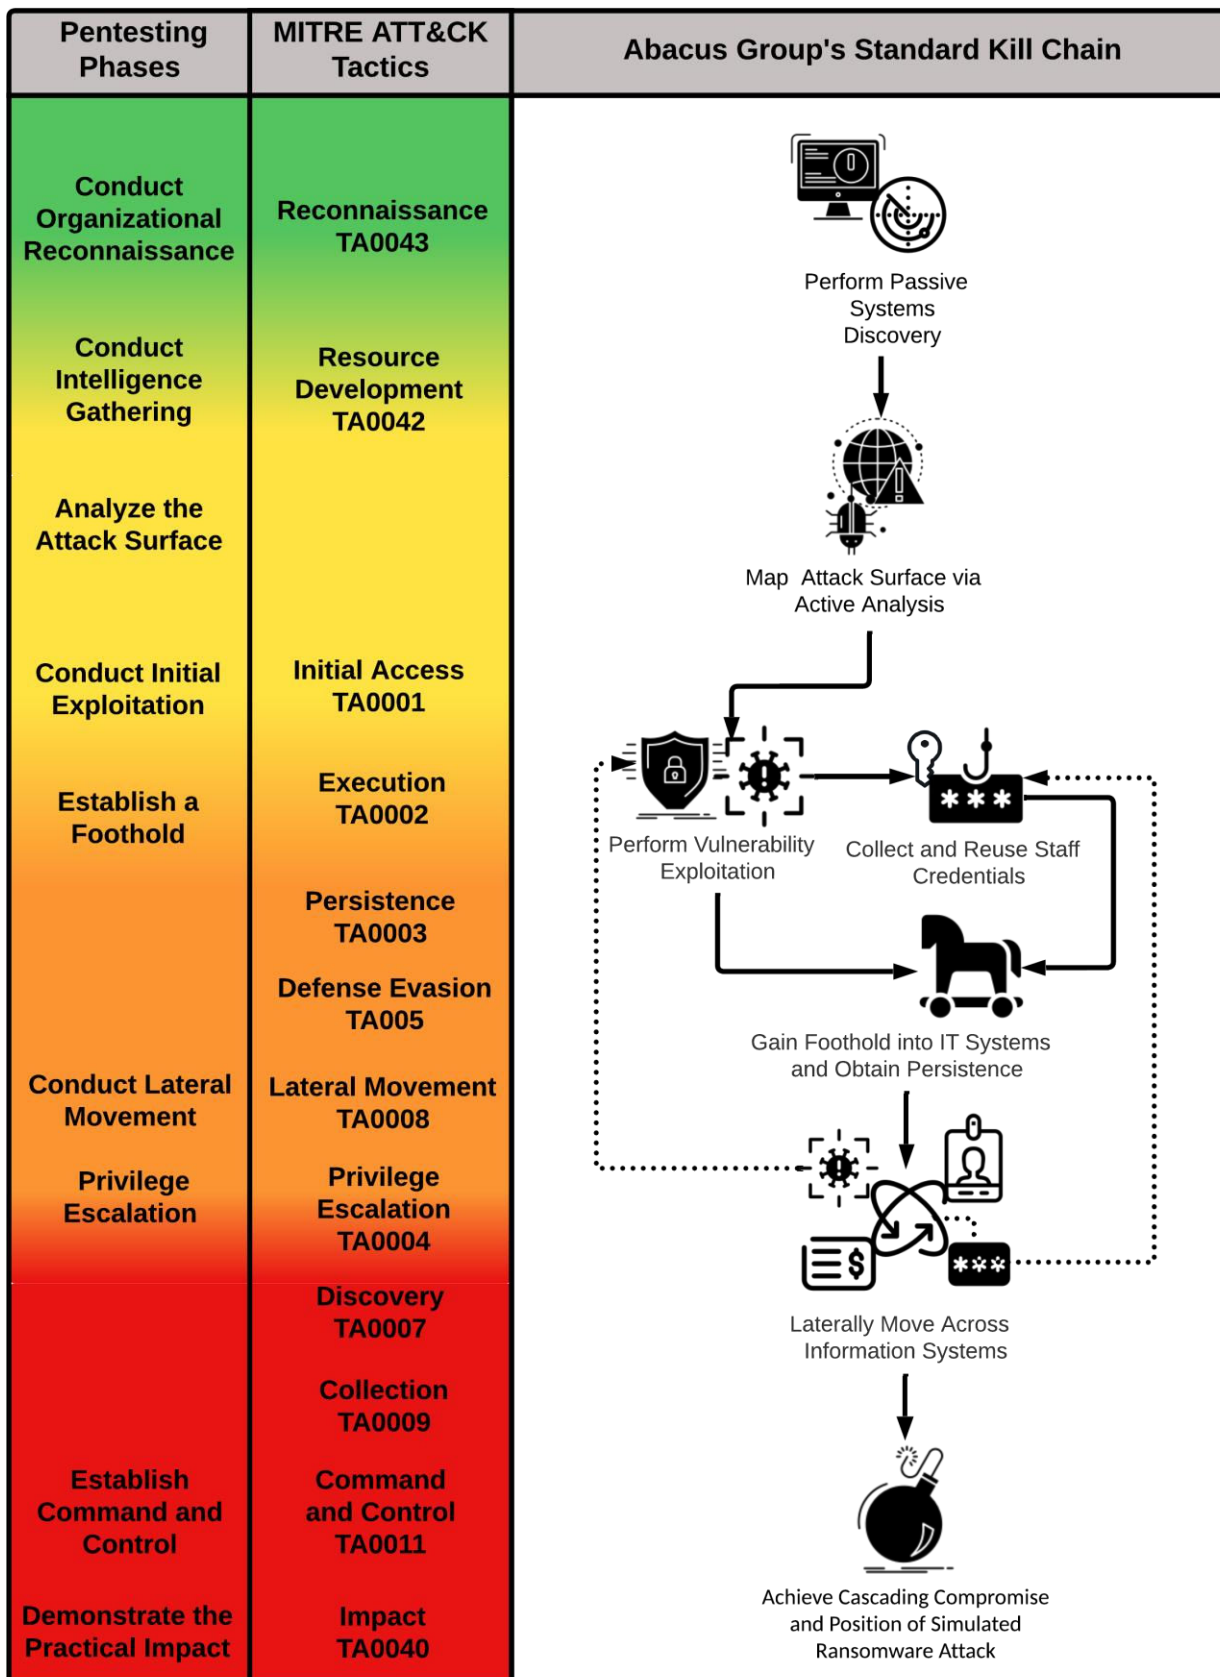 Pentesting
Phases
MITRE ATT&CK
Tactics
Abacus Group's Standard Kill Chain
Conduct
Organizational
Reconnaissance
Conduct
Intelligence
Gathering
Analyze the
Attack Surface
Conduct Initial
Exploitation
Establish a
Foothold
Conduct Lateral
Movement
Privilege
Escalation
Establish
Command and
Control
Demonstrate the
Practical Impact
Reconnaissance
TA0043
Resource
Development
TA0042
Initial Access
TA0001
Execution
TA0002
Persistence
TA0003
Defense Evasion
TA005
Lateral Movement
TA0008
Privilege
Escalation
TA0004
Discovery
TA0007
Collection
TA0009
Command
and Control
TA0011
Impact
TA0040
Perform Passive
Systems
Discovery
Map Attack Surface via
Active Analysis
Perform Vulnerability
Exploitation
***
Collect and Reuse Staff
Credentials
Gain Foothold into IT Systems
and Obtain Persistence
$
***
Laterally Move Across
Information Systems
Achieve Cascading Compromise
and Position of Simulated
Ransomware Attack